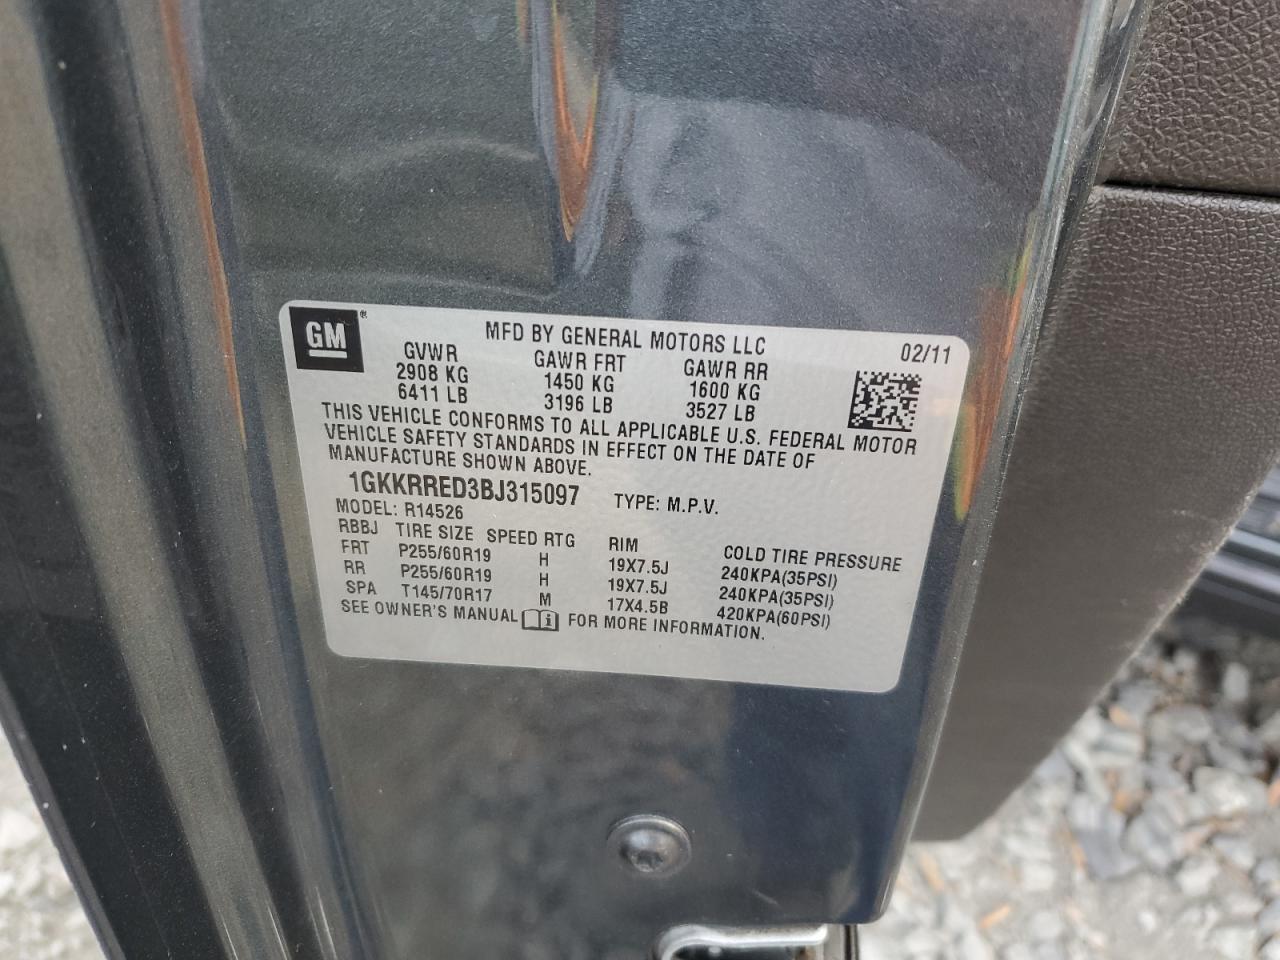 GM ®
MFD BY GENERAL MOTORS LLC
02/11
GVWR GAWR FRT GAWR RR
2908 KG 1450 KG 1600 KG
6411 LB 3196 LB 3527 LB
THIS VEHICLE CONFORMS TO ALL APPLICABLE U.S. FEDERAL MOTOR
VEHICLE SAFETY STANDARDS IN EFFECT ON THE DATE OF
MANUFACTURE SHOWN ABOVE.
1GKKRRED3BJ315097 TYPE: M.P.V.
MODEL: R14526
RBBJ TIRE SIZE SPEED RTG RIM COLD TIRE PRESSURE
FRT P255/60R19 H 19X7.5J 240KPA(35PSI)
RR P255/60R19 H 19X7.5J 240KPA(35PSI)
SPA T145/70R17 M 17X4.5B 420KPA(60PSI)
SEE OWNER'S MANUAL i FOR MORE INFORMATION.